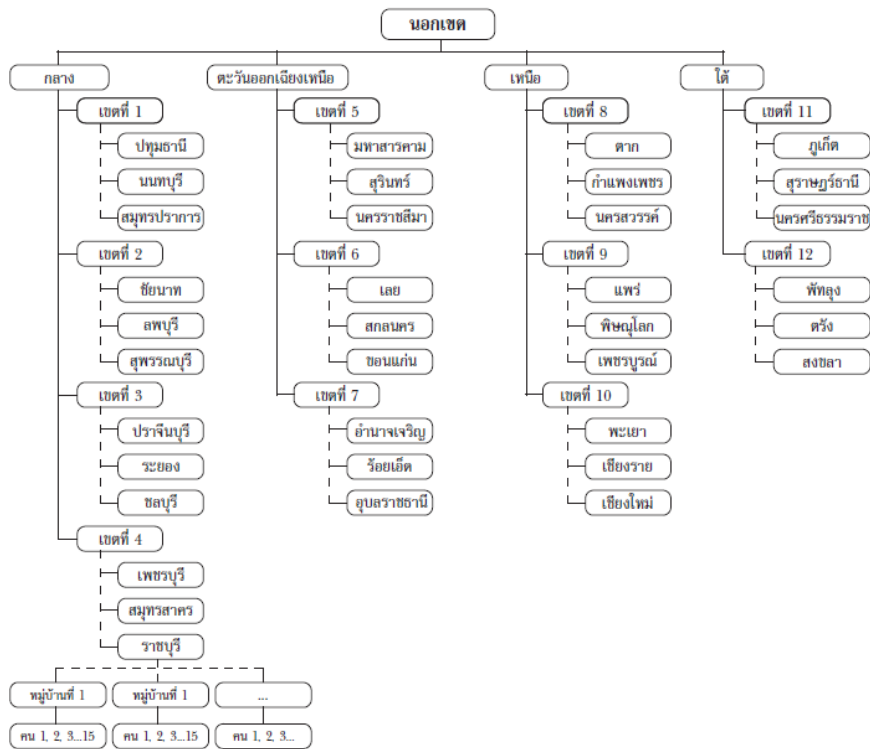 นอกเขต
กลาง
เขตที่ 1
ปทุมธานี
นนทบุรี
สมุทรปราการ
เขตที่ 2
ชัยนาท
ลพบุรี
สุพรรณบุรี
เขตที่ 3
ปราจีนบุรี
ระยอง
ชลบุรี
เขตที่ 4
เพชรบุรี
สมุทรสาคร
ราชบุรี
หมู่บ้านที่ 1
หมู่บ้านที่ 1
...
คน 1, 2, 3...15
คน 1, 2, 3...15
คน 1, 2, 3...
ตะวันออกเฉียงเหนือ
เขตที่ 5
มหาสารคาม
สุรินทร์
นครราชสีมา
เขตที่ 6
เลย
สกลนคร
ขอนแก่น
เขตที่ 7
อำนาจเจริญ
ร้อยเอ็ด
อุบลราชธานี
เหนือ
เขตที่ 8
ตาก
กำแพงเพชร
นครสวรรค์
เขตที่ 9
แพร่
พิษณุโลก
เพชรบูรณ์
เขตที่ 10
พะเยา
เชียงราย
เชียงใหม่
ใต้
เขตที่ 11
ภูเก็ต
สุราษฎร์ธานี
นครศรีธรรมราช
เขตที่ 12
พัทลุง
ตรัง
สงขลา